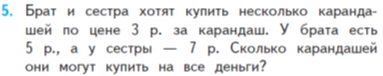 5. Брат и сестра хотят купить несколько каранда-
шей по цене 3 р. за карандаш. У брата есть
5 р., а у сестры — 7 р. Сколько карандашей
они могут купить на все деньги?